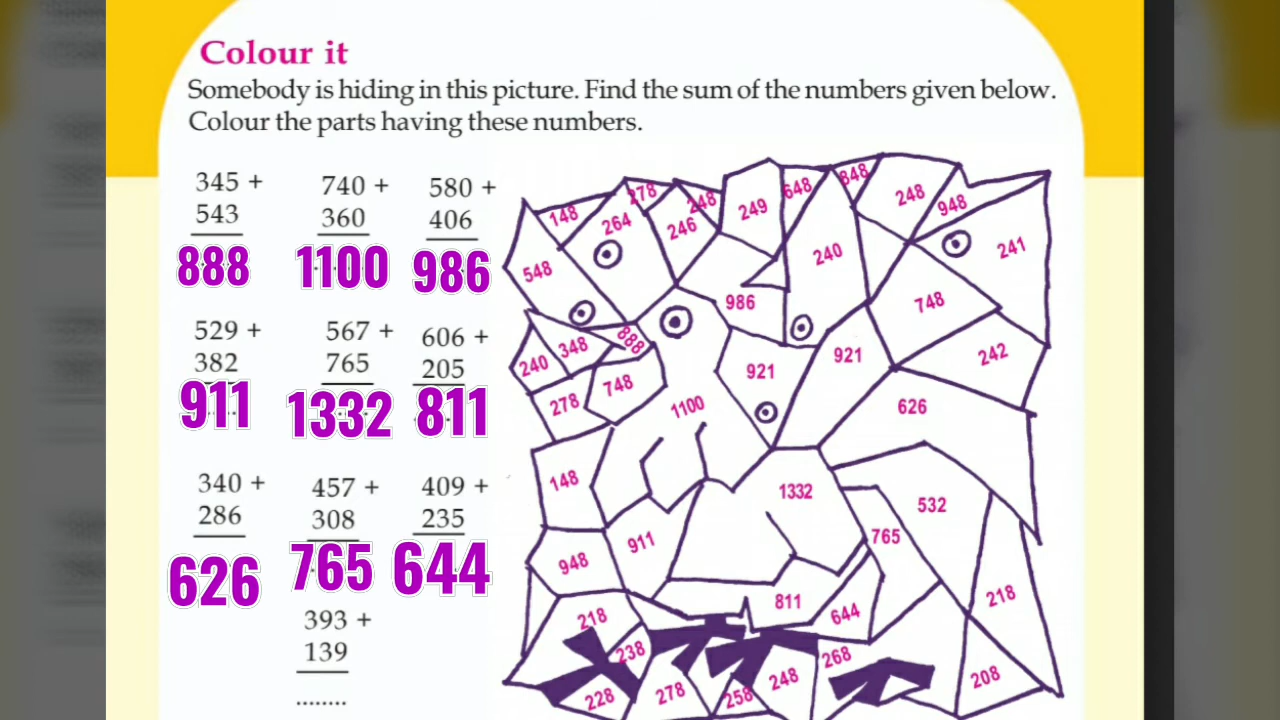 Colour it
Somebody is hiding in this picture. Find the sum of the numbers given below.
Colour the parts having these numbers.
345 + 740 + 580 +
543 360 406
888 1100 986
529 + 567 + 606 +
382 765 205
911 1332 811
340 + 457 + 409 +
286 308 235
626 765 644
393 +
139
........
148 264 278 246 248 249 648 848 248 948
548 240 241
986 748
240 348 888 921 921 242
278 748 1100 626
148 1332 532
948 911 765
811 644 218
218 238 268
228 278 258 248 208